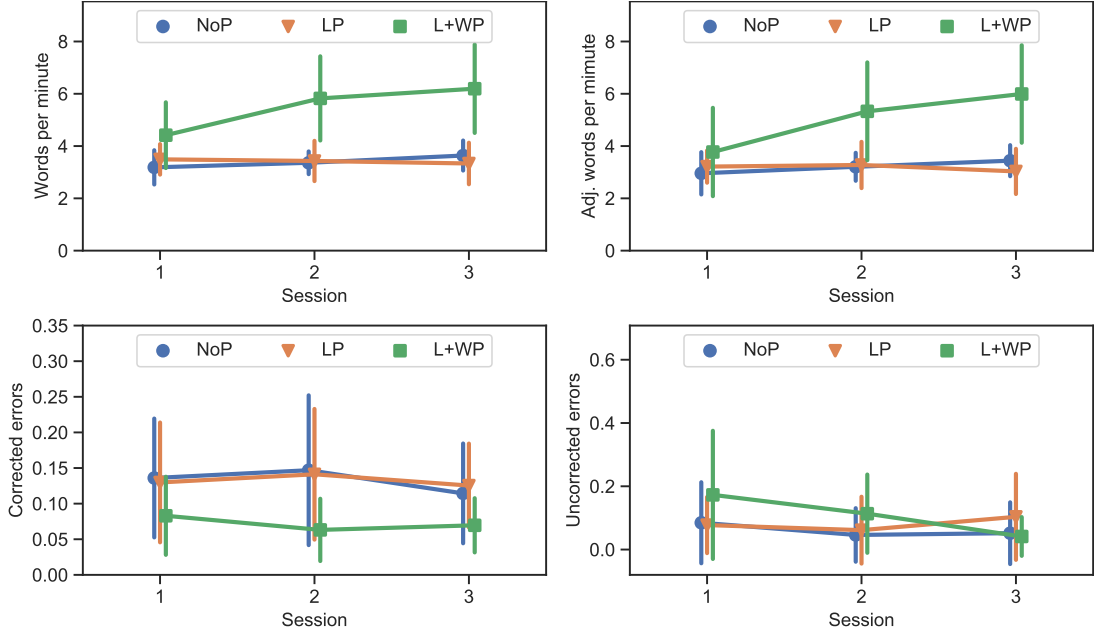 NoP LP L+WP
8
6
4
2
0
Words per minute
1 2 3
Session
NoP LP L+WP
8
6
4
2
0
Adj. words per mimute
1 2 3
Session
NoP LP L+WP
0.35
0.30
0.25
0.20
0.15
0.10
0.05
0.00
Corrected errors
1 2 3
Session
NoP LP L+WP
0.6
0.4
0.2
0.0
Uncorrected errors
1 2 3
Session